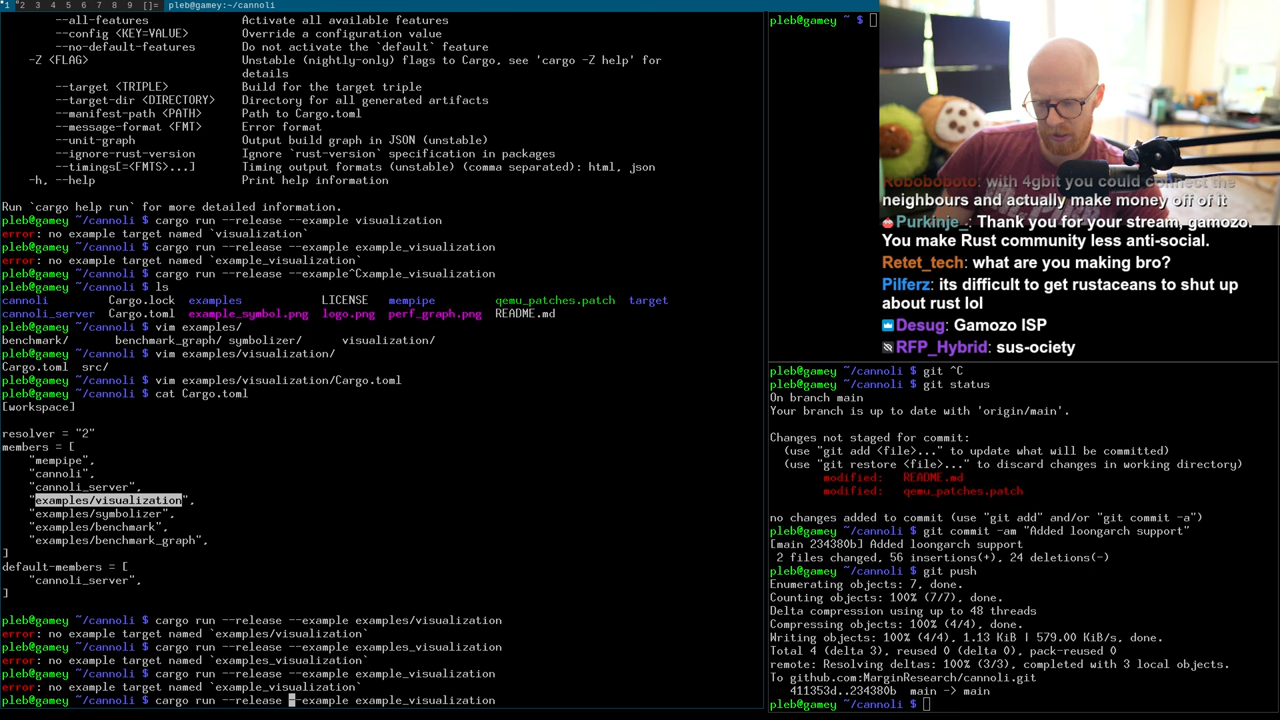 1 2 3 4 5 6 7 8 9 []= pleb@gamey:~/cannoli
--all-features Activate all available features
--config <KEY=VALUE> Override a configuration value
--no-default-features Do not activate the `default` feature
-Z <FLAG> Unstable (nightly-only) flags to Cargo, see 'cargo -Z help' for
details
--target <TRIPLE> Build for the target triple
--target-dir <DIRECTORY> Directory for all generated artifacts
--manifest-path <PATH> Path to Cargo.toml
--message-format <FMT> Error format
--unit-graph Output build graph in JSON (unstable)
--ignore-rust-version Ignore `rust-version` specification in packages
--timings[=<FMTS>...] Timing output formats (unstable) (comma separated): html, json
-h, --help Print help information
Run `cargo help run` for more detailed information.
pleb@gamey ~/cannoli $ cargo run --release --example visualization
error: no example target named `visualization`
pleb@gamey ~/cannoli $ cargo run --release --example example_visualization
error: no example target named `example_visualization`
pleb@gamey ~/cannoli $ cargo run --release --example^Cexample_visualization
pleb@gamey ~/cannoli $ ls
cannoli Cargo.lock examples LICENSE mempipe qemu_patches.patch target
cannoli_server Cargo.toml example_symbol.png logo.png perf_graph.png README.md
pleb@gamey ~/cannoli $ vim examples/
benchmark/ benchmark_graph/ symbolizer/ visualization/
pleb@gamey ~/cannoli $ vim examples/visualization/
Cargo.toml src/
pleb@gamey ~/cannoli $ vim examples/visualization/Cargo.toml
pleb@gamey ~/cannoli $ cat Cargo.toml
[workspace]
resolver = "2"
members = [
"mempipe",
"cannoli",
"cannoli_server",
"examples/visualization",
"examples/symbolizer",
"examples/benchmark",
"examples/benchmark_graph",
]
default-members = [
"cannoli_server",
]
pleb@gamey ~/cannoli $ cargo run --release --example examples/visualization
error: no example target named `examples/visualization`
pleb@gamey ~/cannoli $ cargo run --release --example examples_visualization
error: no example target named `examples_visualization`
pleb@gamey ~/cannoli $ cargo run --release --example example_visualization
error: no example target named `example_visualization`
pleb@gamey ~/cannoli $ cargo run --release --example example_visualization
pleb@gamey ~ $
Roboboboto: with 4gbit you could connect the
neighbours and actually make money off of it
Purkinje_: Thank you for your stream, gamozo.
You make Rust community less anti-social.
Retet_tech: what are you making bro?
Pilferz: its difficult to get rustaceans to shut up
about rust lol
Desug: Gamozo ISP
RFP_Hybrid: sus-ociety
pleb@gamey ~/cannoli $ git ^C
pleb@gamey ~/cannoli $ git status
On branch main
Your branch is up to date with 'origin/main'.
Changes not staged for commit:
(use "git add <file>..." to update what will be committed)
(use "git restore <file>..." to discard changes in working directory)
modified: README.md
modified: qemu_patches.patch
no changes added to commit (use "git add" and/or "git commit -a")
pleb@gamey ~/cannoli $ git commit -am "Added loongarch support"
[main 234380b] Added loongarch support
2 files changed, 56 insertions(+), 24 deletions(-)
pleb@gamey ~/cannoli $ git push
Enumerating objects: 7, done.
Counting objects: 100% (7/7), done.
Delta compression using up to 48 threads
Compressing objects: 100% (4/4), done.
Writing objects: 100% (4/4), 1.13 KiB | 579.00 KiB/s, done.
Total 4 (delta 3), reused 0 (delta 0), pack-reused 0
remote: Resolving deltas: 100% (3/3), completed with 3 local objects.
To github.com:MarginResearch/cannoli.git
411353d..234380b main -> main
pleb@gamey ~/cannoli $